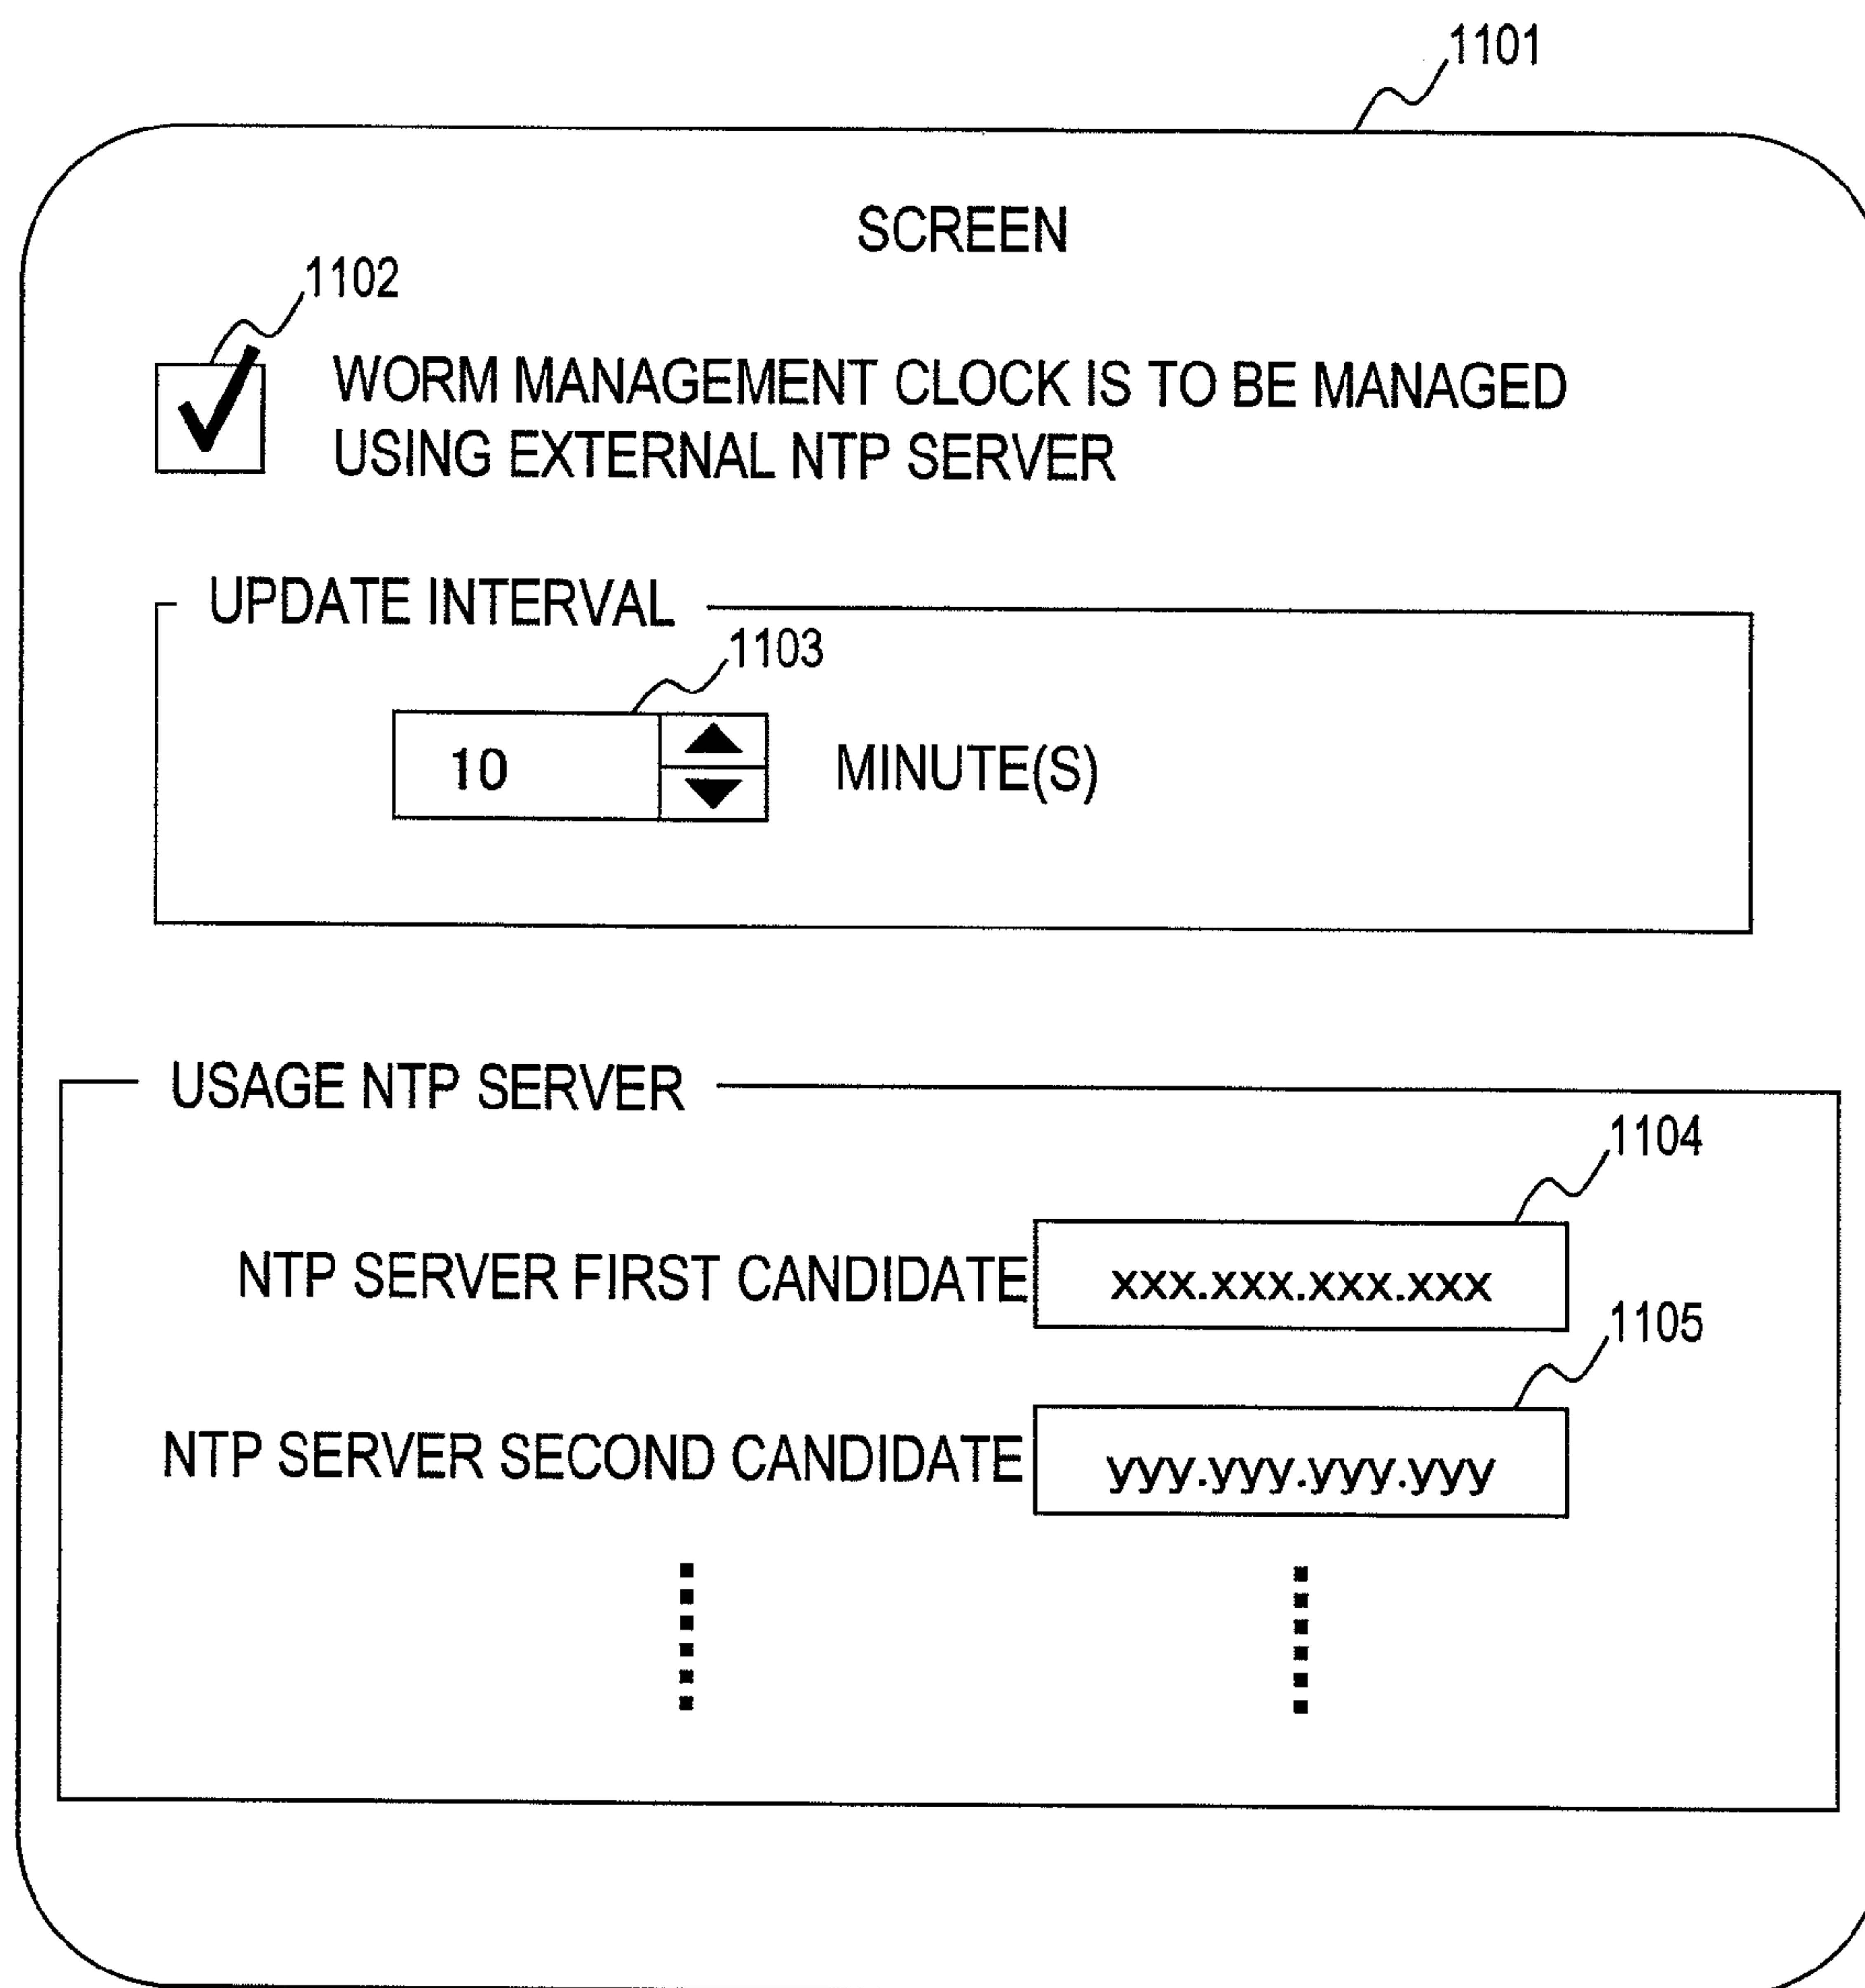 1101
SCREEN
1102
WORM MANAGEMENT CLOCK IS TO BE MANAGED
USING EXTERNAL NTP SERVER
UPDATE INTERVAL
1103
10 MINUTE(S)
USAGE NTP SERVER
1104
NTP SERVER FIRST CANDIDATE xxx.xxx.xxx.xxx
1105
NTP SERVER SECOND CANDIDATE yyy.yyy.yyy.yyy